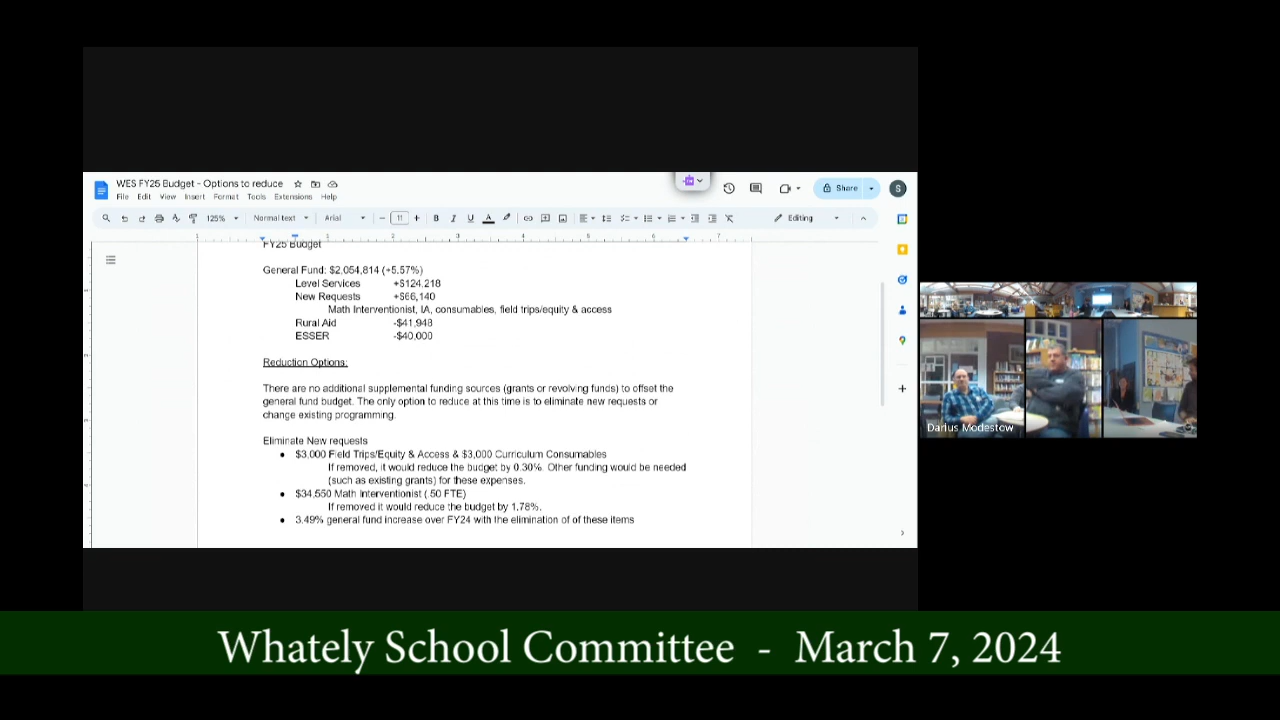 WES FY25 Budget - Options to reduce
File Edit View Insert Format Tools Extensions Help
Share
S
125% Normal text Arial 11 B I U A Editing
1 1 2 3 4 5 6 7
FY25 Budget
General Fund: $2,054,814 (+5.57%)
Level Services +$124,218
New Requests +$66,140
Math Interventionist, IA, consumables, field trips/equity & access
Rural Aid -$41,948
ESSER -$40,000
Reduction Options:
There are no additional supplemental funding sources (grants or revolving funds) to offset the
general fund budget. The only option to reduce at this time is to eliminate new requests or
change existing programming.
Eliminate New requests
• $3,000 Field Trips/Equity & Access & $3,000 Curriculum Consumables
If removed, it would reduce the budget by 0.30%. Other funding would be needed
(such as existing grants) for these expenses.
• $34,550 Math Interventionist (.50 FTE)
If removed it would reduce the budget by 1.78%.
• 3.49% general fund increase over FY24 with the elimination of of these items
Darius Modestow
Whately School Committee - March 7, 2024